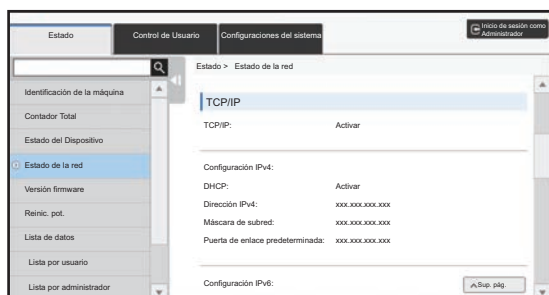 Estado
Control de Usuario
Configuraciones del sistema
Inicio de sesión como
Administrador
Estado > Estado de la red
Identificación de la máquina
Contador Total
Estado del Dispositivo
Estado de la red
Versión firmware
Reinic. pot.
Lista de datos
Lista por usuario
Lista por administrador
TCP/IP
TCP/IP: Activar
Configuración IPv4:
DHCP: Activar
Dirección IPv4: xxx.xxx.xxx.xxx
Máscara de subred: xxx.xxx.xxx.xxx
Puerta de enlace predeterminada: xxx.xxx.xxx.xxx
Configuración IPv6:
Sup. pág.